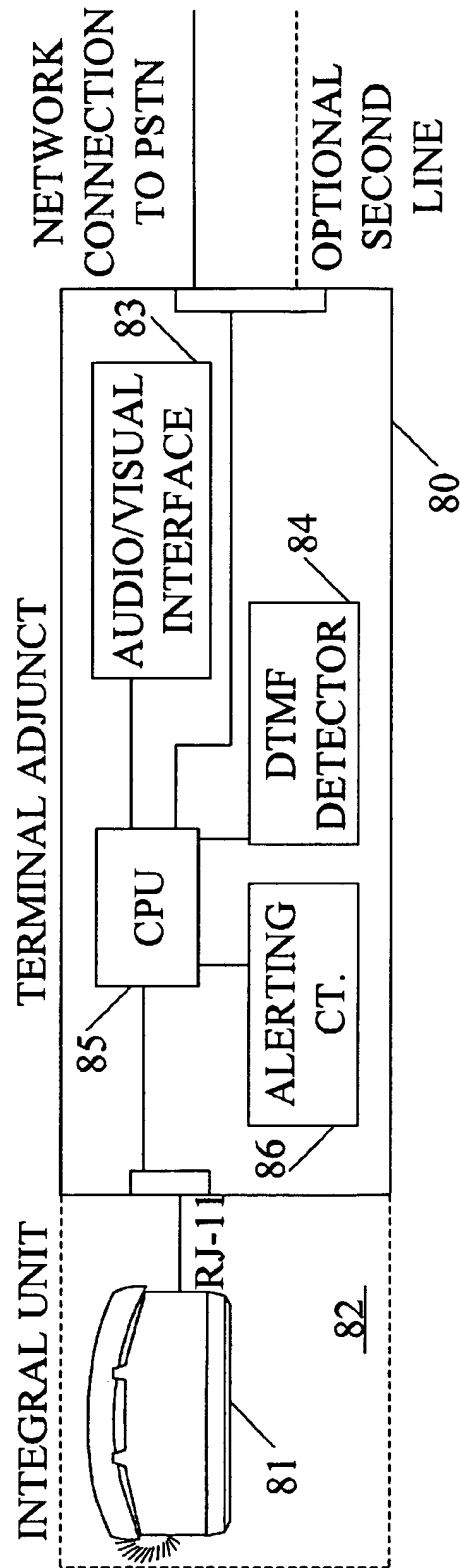 INTEGRAL UNIT
TERMINAL ADJUNCT
NETWORK
CONNECTION
TO PSTN
83
AUDIO/VISUAL
INTERFACE
85
CPU
RJ-11
81
82
86
ALERTING
CT.
84
DTMF
DETECTOR
OPTIONAL
SECOND
LINE
80